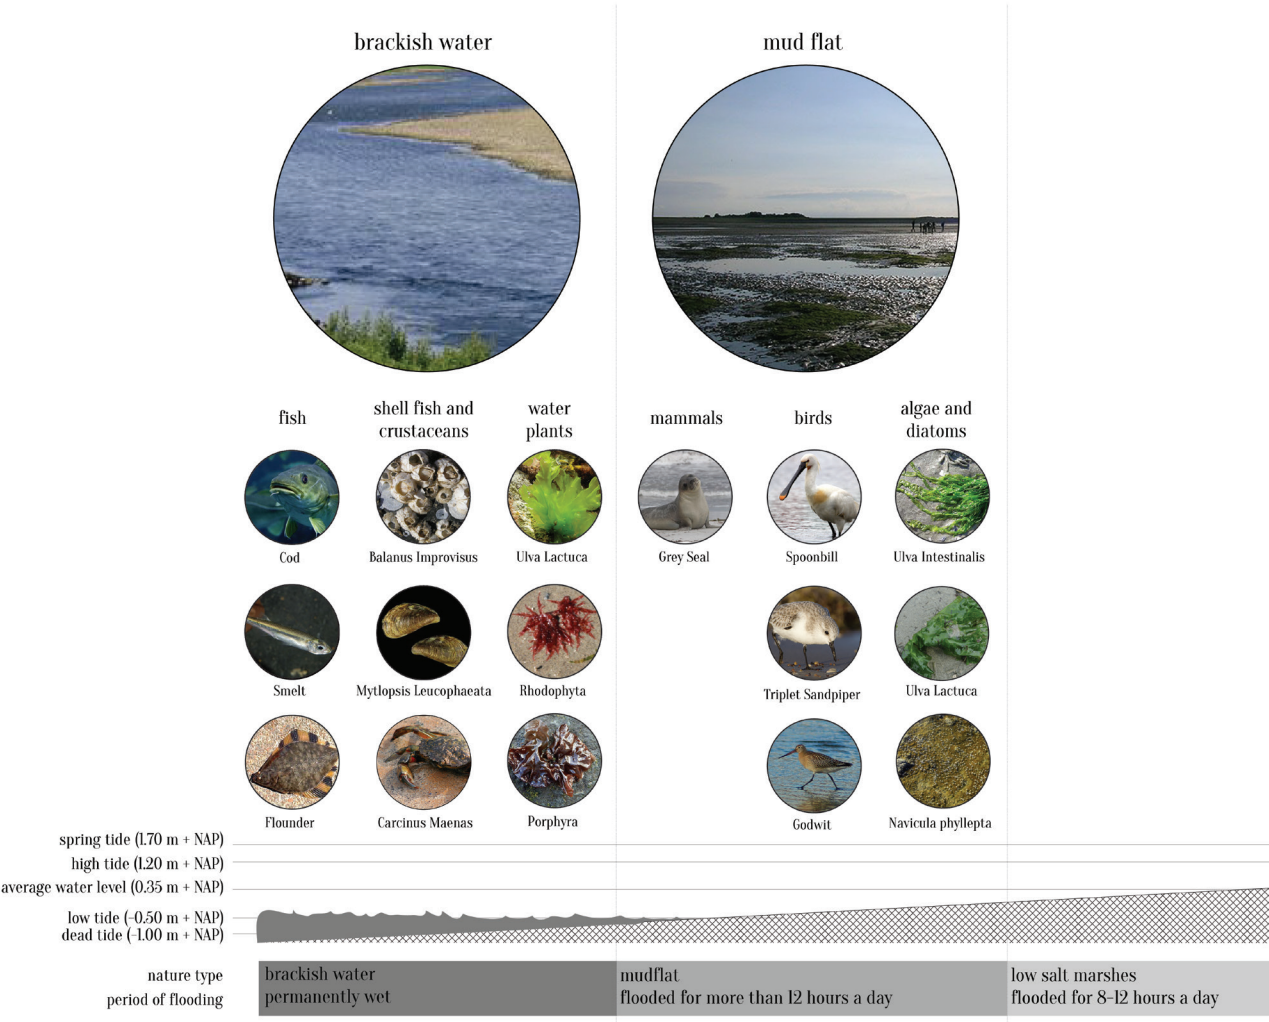 brackish water
mud flat
fish
shell fish and
crustaceans
water
plants
mammals
birds
algae and
diatoms
Cod
Balanus Improvisus
Ulva Lactuca
Grey Seal
Spoonbill
Ulva Intestinalis
Smelt
Mytlopsis Leucophaeata
Rhodophyta
Triplet Sandpiper
Ulva Lactuca
Flounder
Carcinus Maenas
Porphyra
Godwit
Navicula phyllepta
spring tide (1.70 m + NAP)
high tide (1.20 m + NAP)
average water level (0.35 m + NAP)
low tide (-0.50 m + NAP)
dead tide (-1.00 m + NAP)
nature type
period of flooding
brackish water
permanently wet
mudflat
flooded for more than 12 hours a day
low salt marshes
flooded for 8-12 hours a day